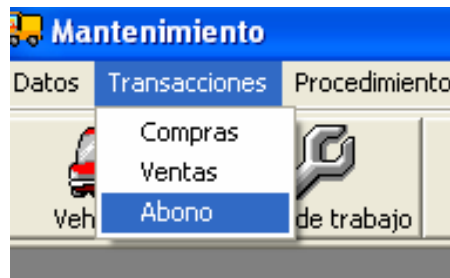 Mantenimiento
Datos Transacciones Procedimiento
Compras
Ventas
Abono
Veh de trabajo